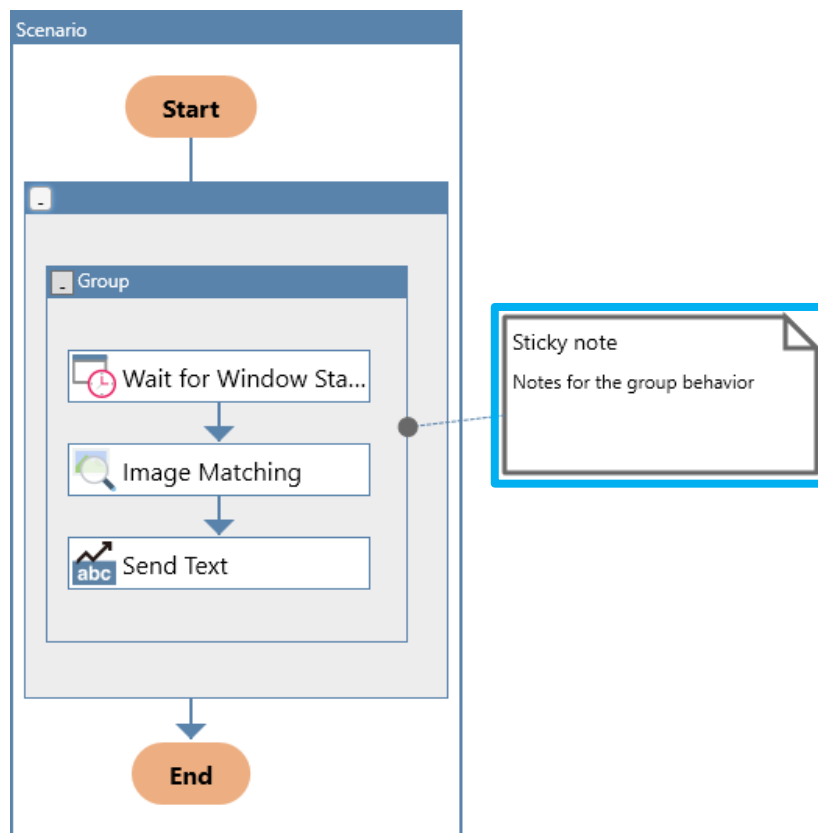 Scenario
Start
-
- Group
Wait for Window Sta...
Image Matching
abc Send Text
End
Sticky note
Notes for the group behavior